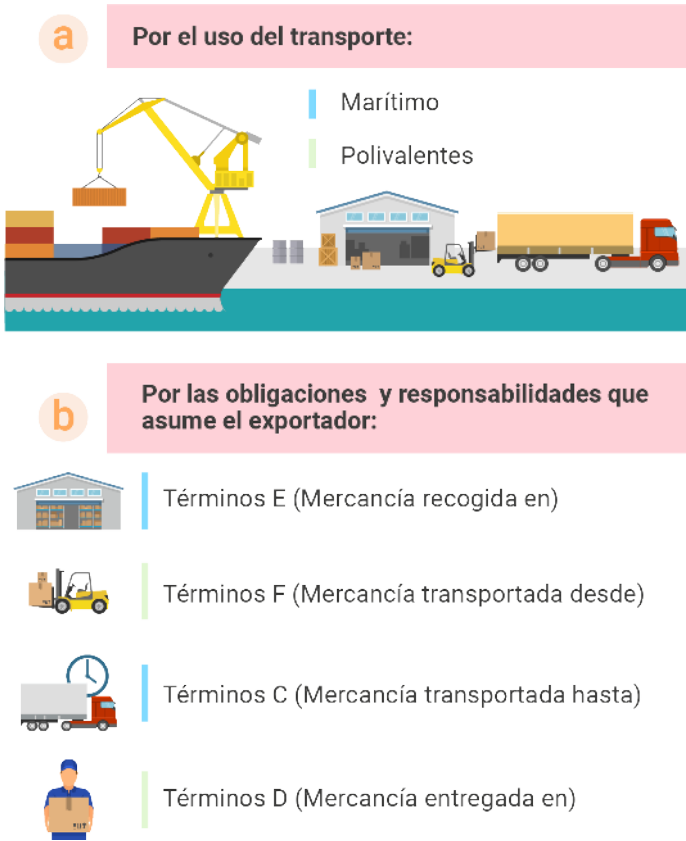 a
Por el uso del transporte:
Marítimo
Polivalentes
b
Por las obligaciones y responsabilidades que
asume el exportador:
Términos E (Mercancía recogida en)
Términos F (Mercancía transportada desde)
Términos C (Mercancía transportada hasta)
Términos D (Mercancía entregada en)